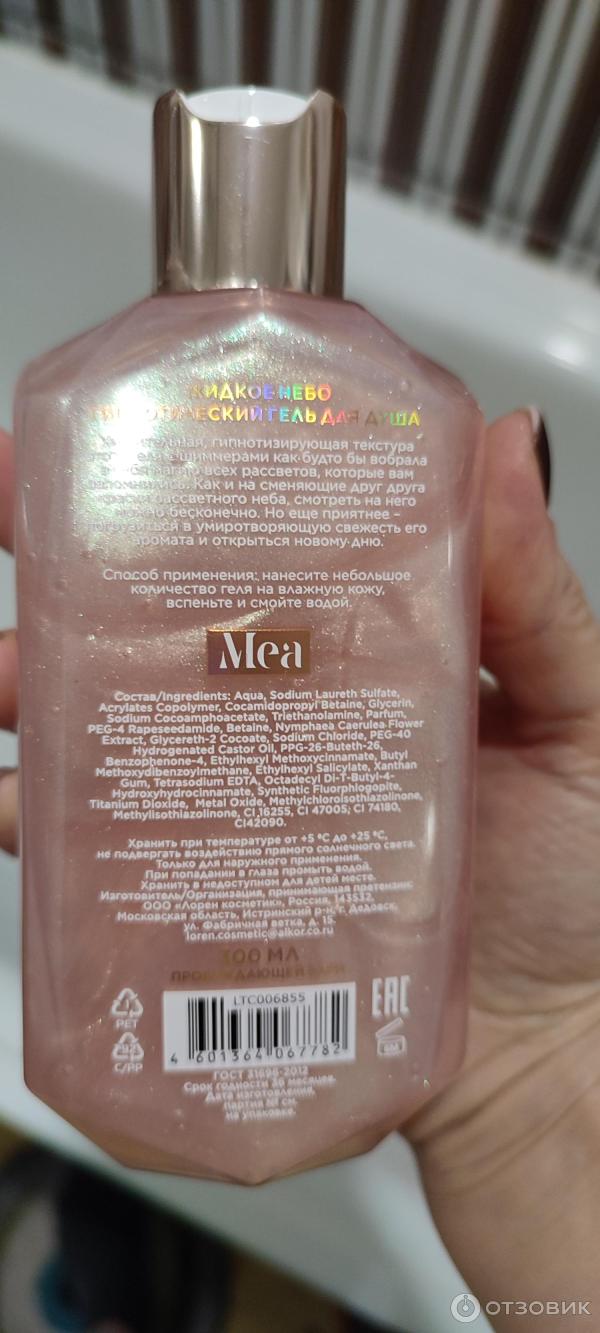 ЖИДКОЕ НЕБО
ГИПНОТИЧЕСКИЙ ГЕЛЬ ДЛЯ ДУША
гипнотизирующая текстура
шиммерами как будто бы вобрала
всех рассветов, которые вам
запомнились. Как и на сменяющие друг друга
рассветного неба, смотреть на него
можно бесконечно. Но еще приятнее –
погрузиться в умиротворяющую свежесть его
аромата и открыться новому дню.
Способ применения: нанесите небольшое
количество геля на влажную кожу,
вспеньте и смойте водой.
Mea
Состав/Ingredients: Aqua, Sodium Laureth Sulfate,
Acrylates Copolymer, Cocamidopropyl Betaine, Glycerin,
Sodium Cocoamphoacetate, Triethanolamine, Parfum,
PEG-4 Rapeseedamide, Betaine, Nymphaea Caerulea Flower
Extract, Glycereth-2 Cocoate, Sodium Chloride, PEG-40
Hydrogenated Castor Oil, PPG-26-Buteth-26,
Benzophenone-4, Ethylhexyl Methoxycinnamate, Butyl
Methoxydibenzoylmethane, Ethylhexyl Salicylate, Xanthan
Gum, Tetrasodium EDTA, Octadecyl Di-T-Butyl-4-
Hydroxyhydrocinnamate, Synthetic Fluorphlogopite,
Titanium Dioxide, Metal Oxide, Methylchloroisothiazolinone,
Methylisothiazolinone, CI 16255, CI 47005, CI 74180,
CI42090.
Хранить при температуре от +5 °C до +25 °C,
не подвергать воздействию прямого солнечного света.
Только для наружного применения.
При попадании в глаза промыть водой.
Хранить в недоступном для детей месте.
Изготовитель/Организация, принимающая претензии:
ООО «Лорен косметик», Россия, 143532,
Московская область, Истринский р-н, г. Дедовск,
ул. Фабричная ветка, д. 15.
loren.cosmetic@alkor.co.ru
300 МЛ
LTC006855
4 601364 067782
EAC
PET
C/PP
ГОСТ 31696-2012
Срок годности 36 месяцев.
Дата изготовления,
партия № см.
на упаковке.
ОТЗОВИК